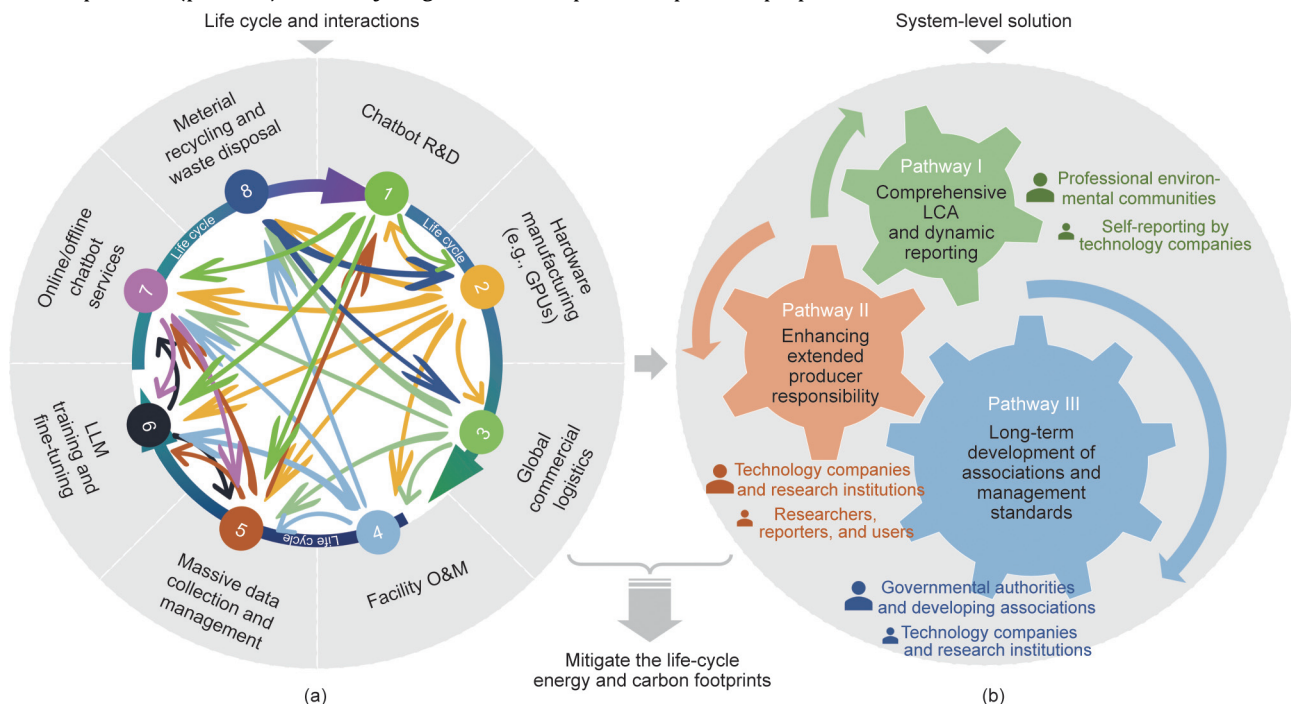 Life cycle and interactions
System-level solution
Meterial
recycling and
waste disposal
Chatbot R&D
Hardware
manufacturing
(e.g., GPUs)
Global
commercial
logistics
Facility O&M
Massive data
collection and
management
LLM
training and
fine-tuning
Online/offline
chatbot
services
1
2
3
4
5
6
7
8
Life cycle
Life cycle
Life cycle
Pathway I
Comprehensive
LCA
and dynamic
reporting
Professional environ-
mental communities
Self-reporting by
technology companies
Pathway II
Enhancing
extended
producer
responsibility
Technology companies
and research institutions
Researchers,
reporters, and users
Pathway III
Long-term
development of
associations and
management
standards
Governmental authorities
and developing associations
Technology companies
and research institutions
Mitigate the life-cycle
energy and carbon footprints
(a)
(b)